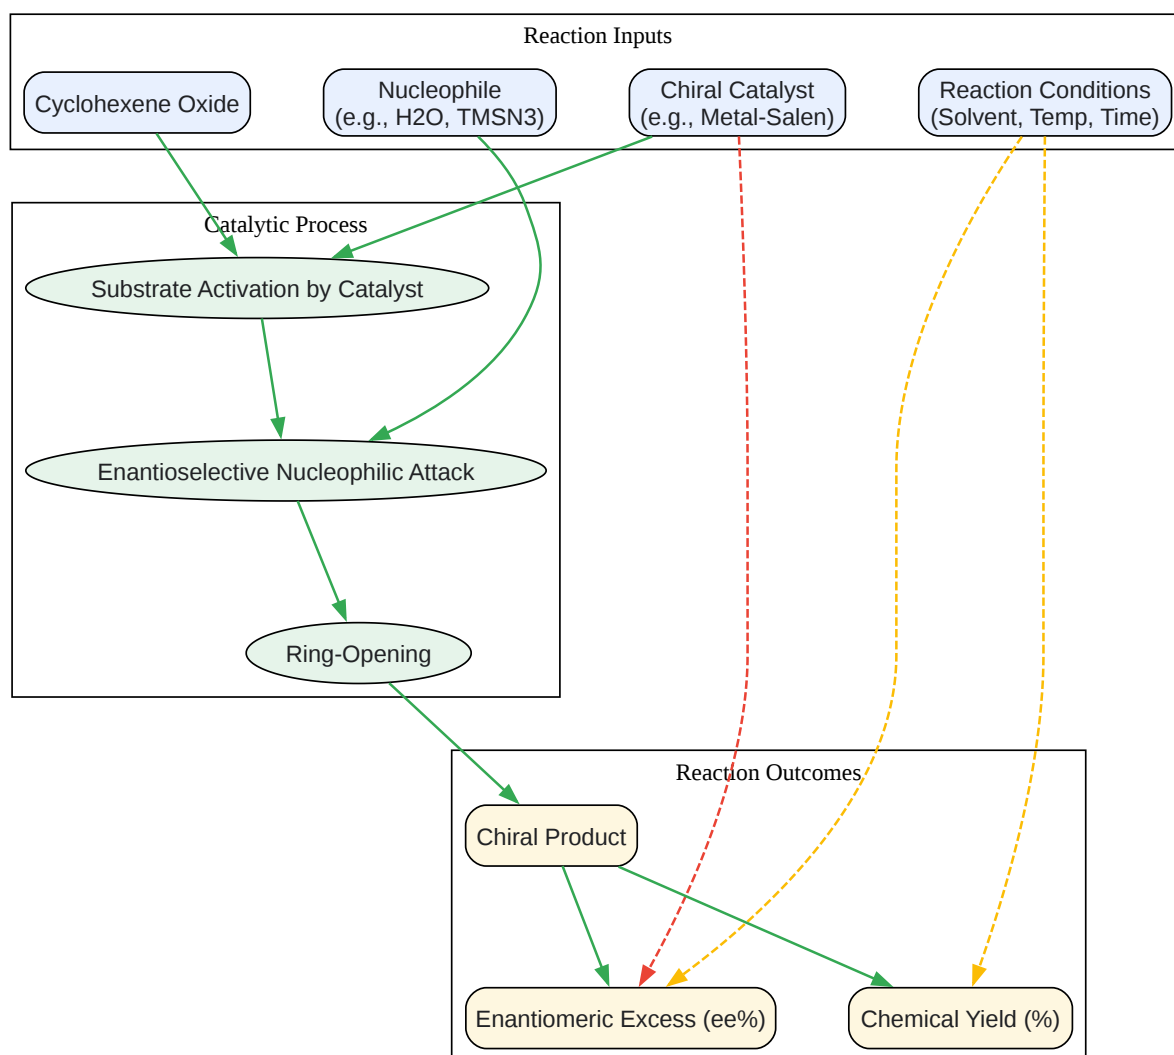 Reaction Inputs
Cyclohexene Oxide
Nucleophile
(e.g., H2O, TMSN3)
Chiral Catalyst
(e.g., Metal-Salen)
Reaction Conditions
(Solvent, Temp, Time)
Catalytic Process
Substrate Activation by Catalyst
Enantioselective Nucleophilic Attack
Ring-Opening
Reaction Outcomes
Chiral Product
Enantiomeric Excess (ee%)
Chemical Yield (%)